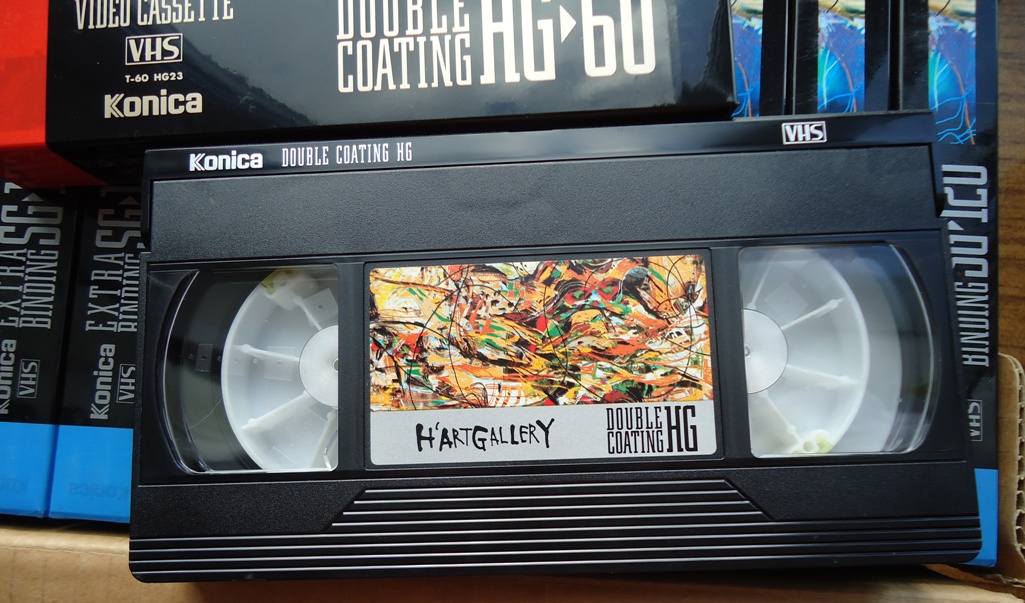 VIDEO CASSETTE
VHS
T-60 HG23
Konica
DOUBLE
COATING HG▸60
Konica DOUBLE COATING HG
VHS
EXTRA
BINDING SG
Konica
VHS
EXTRA
BINDING SG
Konica
VHS
H'ARTGALLERY
DOUBLE
COATING HG
VHS